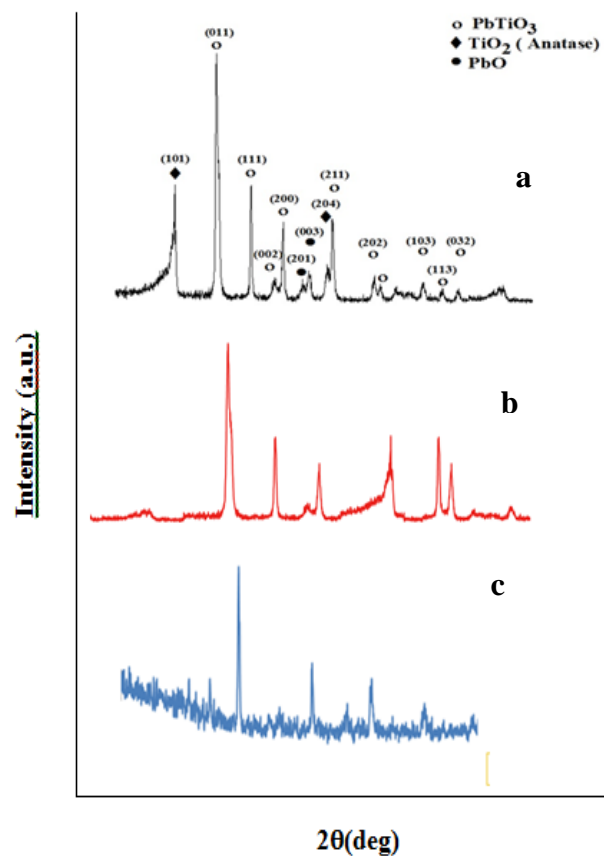 ○ PbTiO₃
◆ TiO₂ ( Anatase)
● PbO
(011)
(101)
(111)
(200)
(002)
(003)
(201)
(204)
(211)
(202)
(103)
(032)
(113)
a
b
c
Intensity (a.u.)
2θ(deg)